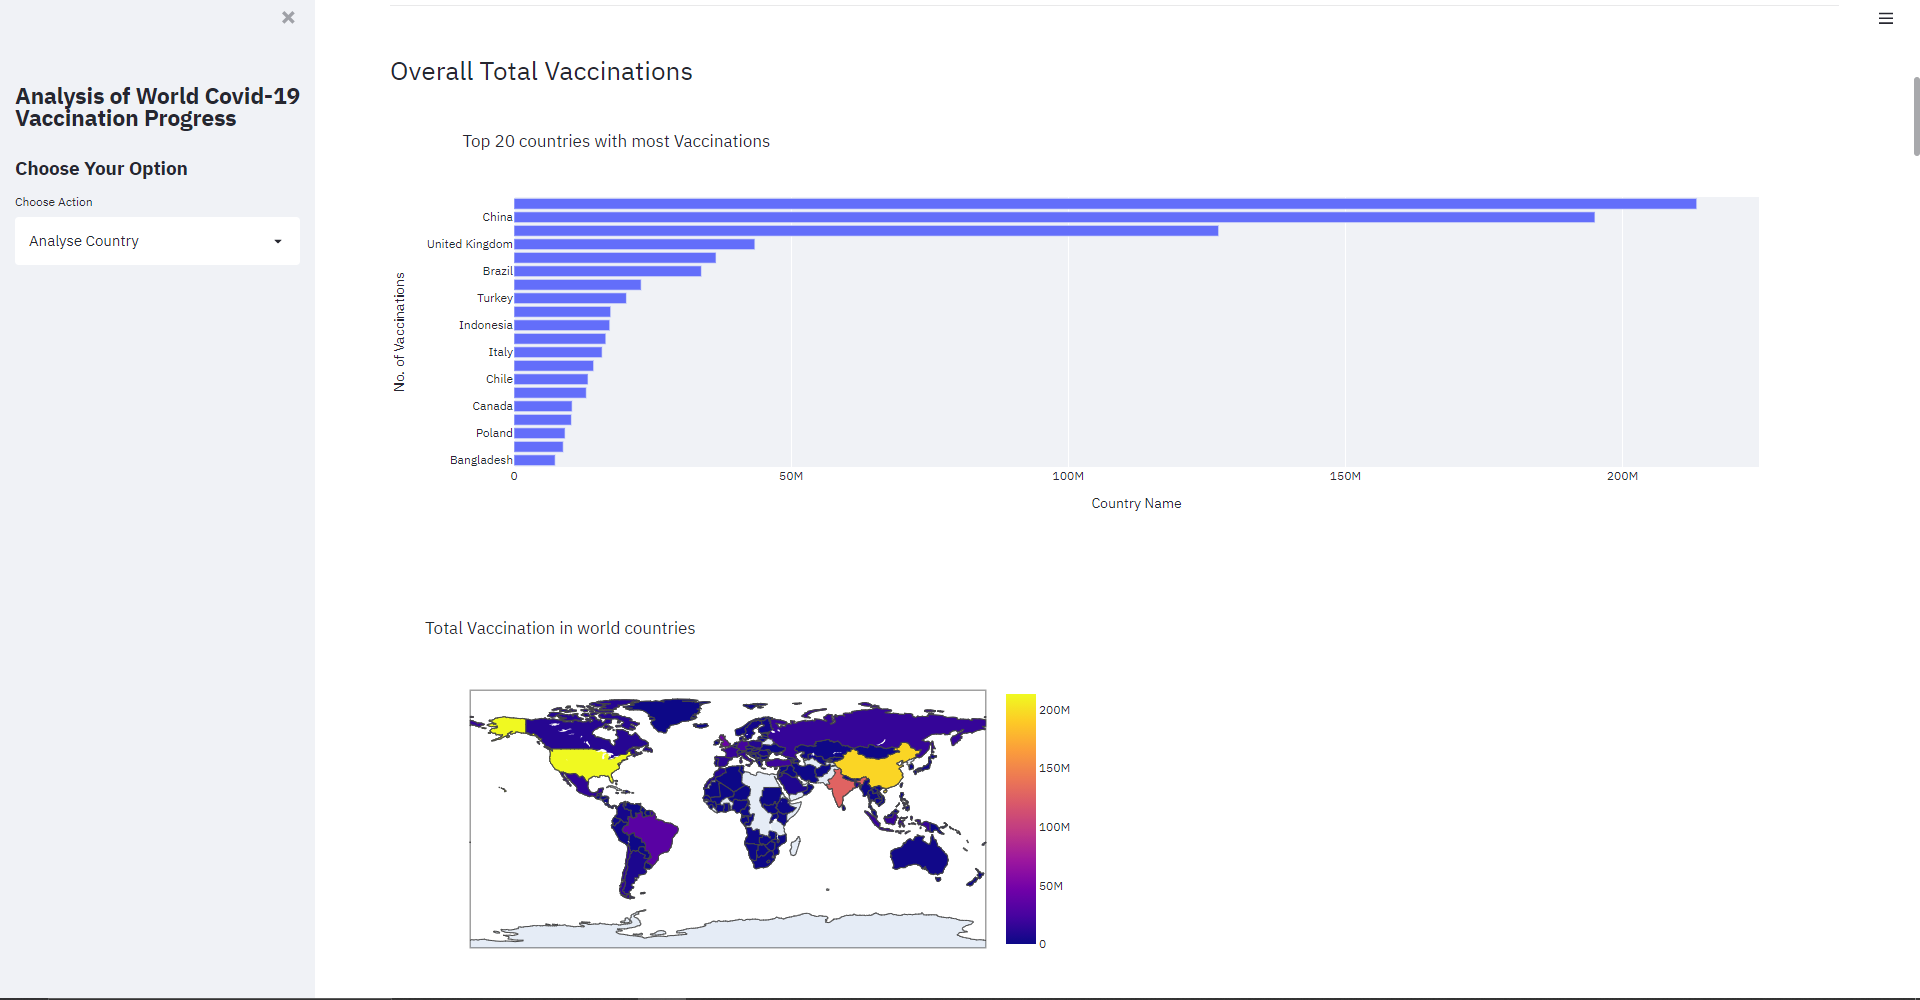 Analysis of World Covid-19
Vaccination Progress
Choose Your Option
Choose Action
Analyse Country
Overall Total Vaccinations
Top 20 countries with most Vaccinations
No. of Vaccinations
China
United Kingdom
Brazil
Turkey
Indonesia
Italy
Chile
Canada
Poland
Bangladesh
0 50M 100M 150M 200M
Country Name
Total Vaccination in world countries
200M
150M
100M
50M
0